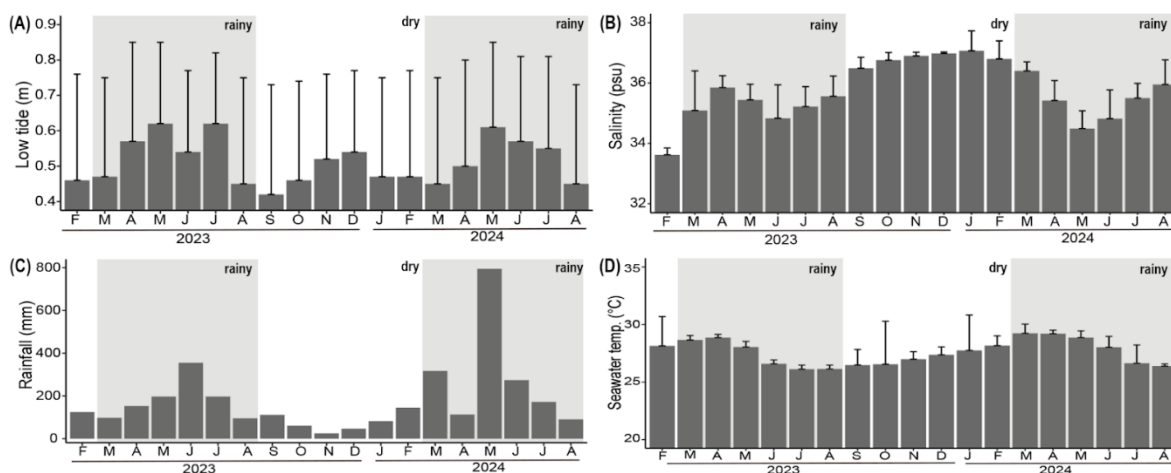 (A)
rainy
dry
rainy
Low tide (m)
0.9
0.8
0.7
0.6
0.5
0.4
F M A M J J A S O N D J F M A M J J A
2023 2024
(B)
rainy
dry
rainy
Salinity (psu)
38
36
34
32
F M A M J J A S O N D J F M A M J J A
2023 2024
(C)
rainy
dry
rainy
Rainfall (mm)
800
600
400
200
0
F M A M J J A S O N D J F M A M J J A
2023 2024
(D)
rainy
dry
rainy
Seawater temp. (°C)
35
30
25
20
F M A M J J A S O N D J F M A M J J A
2023 2024